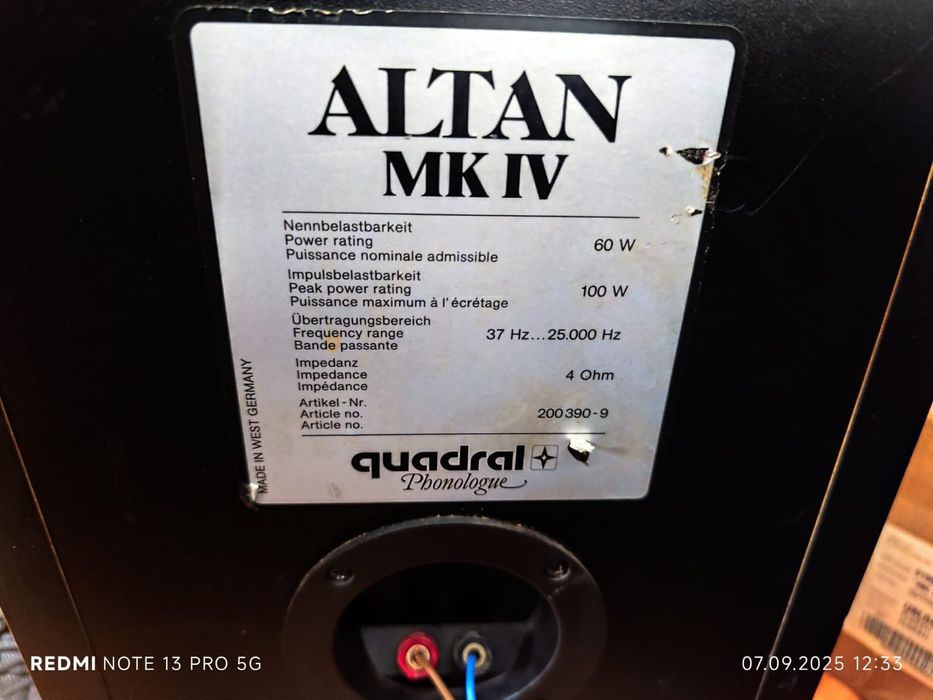 ALTAN
MK IV
Nennbelastbarkeit
Power rating 60 W
Puissance nominale admissible
Impulsbelastbarkeit
Peak power rating 100 W
Puissance maximum à l'écrêtage
Übertragungsbereich
Frequency range 37 Hz...25.000 Hz
Bande passante
Impedanz
Impedance 4 Ohm
Impédance
Artikel-Nr.
Article no. 200390-9
Article no.
MADE IN WEST GERMANY
quadral
Phonologue
REDMI NOTE 13 PRO 5G
07.09.2025 12:33